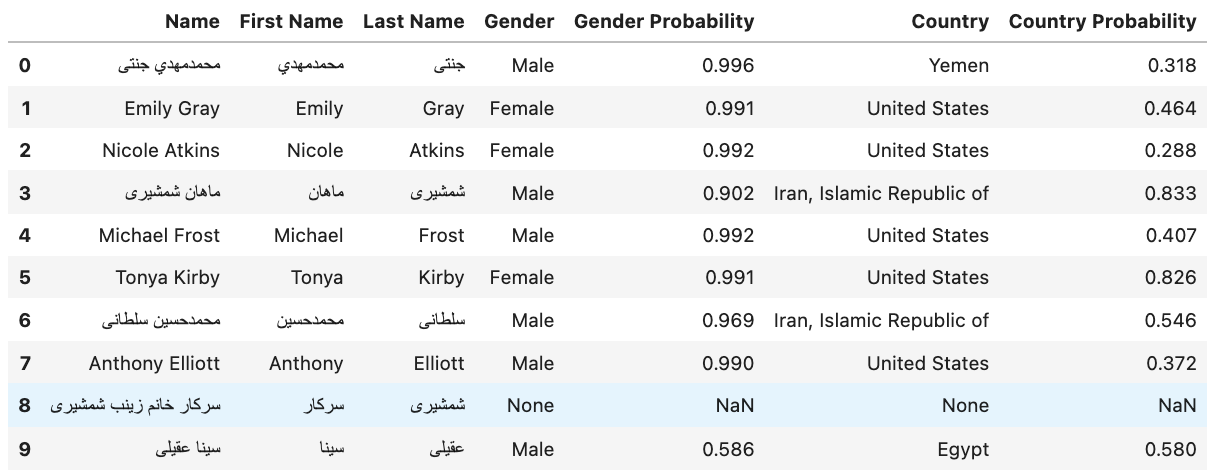 Name First Name Last Name Gender Gender Probability Country Country Probability
0 محمدمهدي جنتی محمدمهدي جنتی Male 0.996 Yemen 0.318
1 Emily Gray Emily Gray Female 0.991 United States 0.464
2 Nicole Atkins Nicole Atkins Female 0.992 United States 0.288
3 ماهان شمشیری ماهان شمشیری Male 0.902 Iran, Islamic Republic of 0.833
4 Michael Frost Michael Frost Male 0.992 United States 0.407
5 Tonya Kirby Tonya Kirby Female 0.991 United States 0.826
6 محمدحسین سلطانی محمدحسین سلطانی Male 0.969 Iran, Islamic Republic of 0.546
7 Anthony Elliott Anthony Elliott Male 0.990 United States 0.372
8 سرکار خانم زینب شمشیری سرکار شمشیری None NaN None NaN
9 سینا عقیلی سینا عقیلی Male 0.586 Egypt 0.580